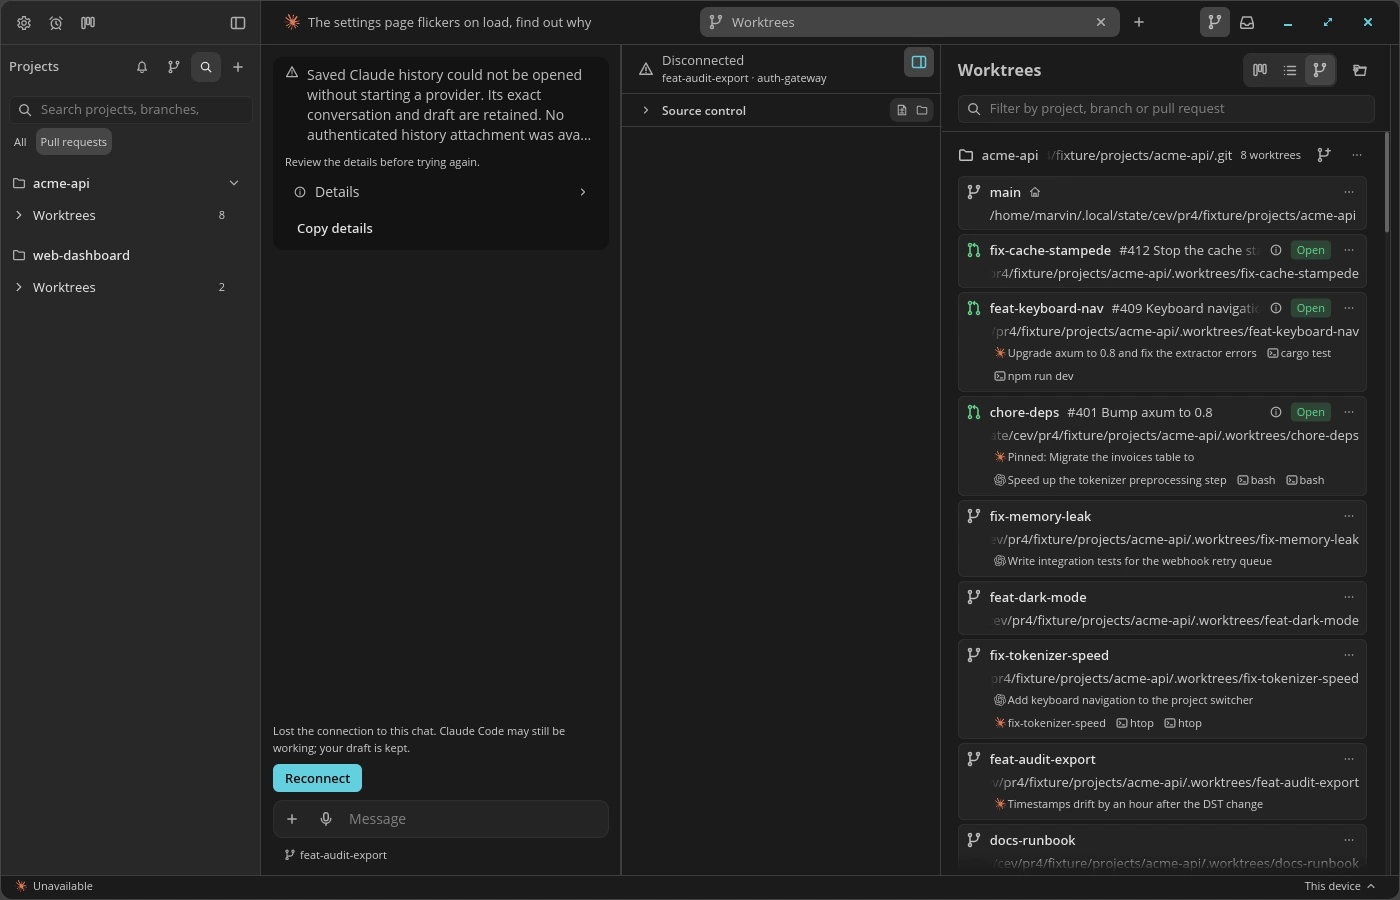 The settings page flickers on load, find out why
Worktrees
Projects
Search projects, branches,
All
Pull requests
acme-api
Worktrees
8
web-dashboard
Worktrees
2
Saved Claude history could not be opened
without starting a provider. Its exact
conversation and draft are retained. No
authenticated history attachment was ava...
Review the details before trying again.
Details
Copy details
Lost the connection to this chat. Claude Code may still be
working; your draft is kept.
Reconnect
Message
feat-audit-export
Disconnected
feat-audit-export · auth-gateway
Source control
Worktrees
Filter by project, branch or pull request
acme-api /fixture/projects/acme-api/.git 8 worktrees
main
/home/marvin/.local/state/cev/pr4/fixture/projects/acme-api
fix-cache-stampede #412 Stop the cache Open
pr4/fixture/projects/acme-api/.worktrees/fix-cache-stampede
feat-keyboard-nav #409 Keyboard navigatic Open
/pr4/fixture/projects/acme-api/.worktrees/feat-keyboard-nav
Upgrade axum to 0.8 and fix the extractor errors cargo test
npm run dev
chore-deps #401 Bump axum to 0.8 Open
ate/cev/pr4/fixture/projects/acme-api/.worktrees/chore-deps
Pinned: Migrate the invoices table to
Speed up the tokenizer preprocessing step bash bash
fix-memory-leak
ev/pr4/fixture/projects/acme-api/.worktrees/fix-memory-leak
Write integration tests for the webhook retry queue
feat-dark-mode
ev/pr4/fixture/projects/acme-api/.worktrees/feat-dark-mode
fix-tokenizer-speed
pr4/fixture/projects/acme-api/.worktrees/fix-tokenizer-speed
Add keyboard navigation to the project switcher
fix-tokenizer-speed htop htop
feat-audit-export
v/pr4/fixture/projects/acme-api/.worktrees/feat-audit-export
Timestamps drift by an hour after the DST change
docs-runbook
/cev/pr4/fixture/projects/acme-api/.worktrees/docs-runbook
Unavailable
This device